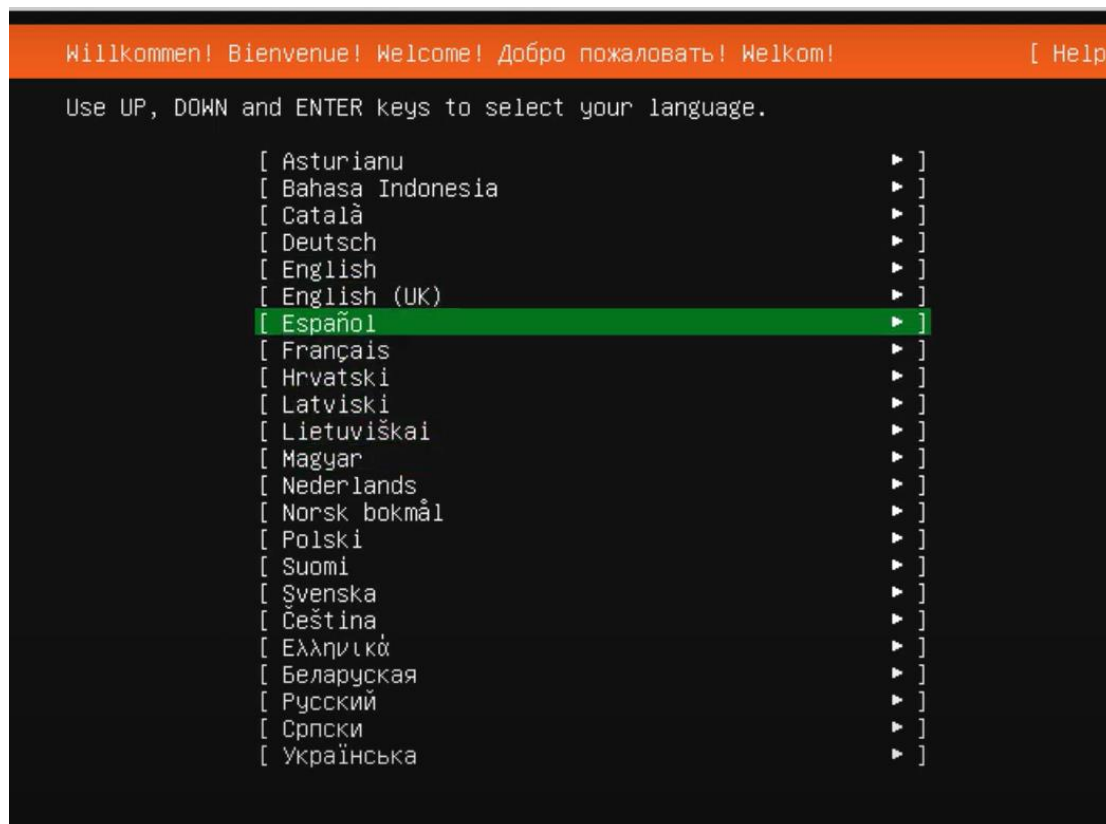 Willkommen! Bienvenue! Welcome! Добро пожаловать! Welkom! [ Help
Use UP, DOWN and ENTER keys to select your language.
[ Asturianu ► ]
[ Bahasa Indonesia ► ]
[ Català ► ]
[ Deutsch ► ]
[ English ► ]
[ English (UK) ► ]
[ Español ► ]
[ Français ► ]
[ Hrvatski ► ]
[ Latviski ► ]
[ Lietuviškai ► ]
[ Magyar ► ]
[ Nederlands ► ]
[ Norsk bokmål ► ]
[ Polski ► ]
[ Suomi ► ]
[ Svenska ► ]
[ Čeština ► ]
[ Ελληνικά ► ]
[ Беларуская ► ]
[ Русский ► ]
[ Српски ► ]
[ Українська ► ]